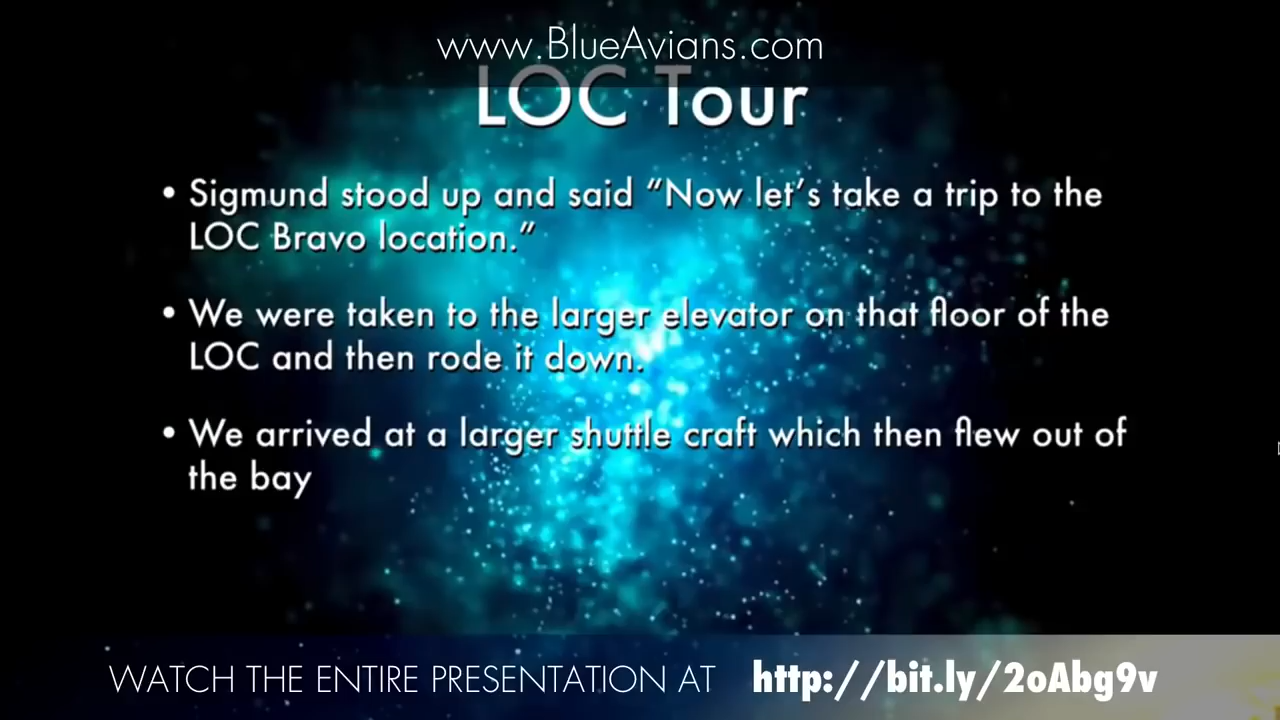 www.BlueAvians.com
LOC Tour
• Sigmund stood up and said “Now let’s take a trip to the
LOC Bravo location.”
• We were taken to the larger elevator on that floor of the
LOC and then rode it down.
• We arrived at a larger shuttle craft which then flew out of
the bay
WATCH THE ENTIRE PRESENTATION AT http://bit.ly/2oAbg9v